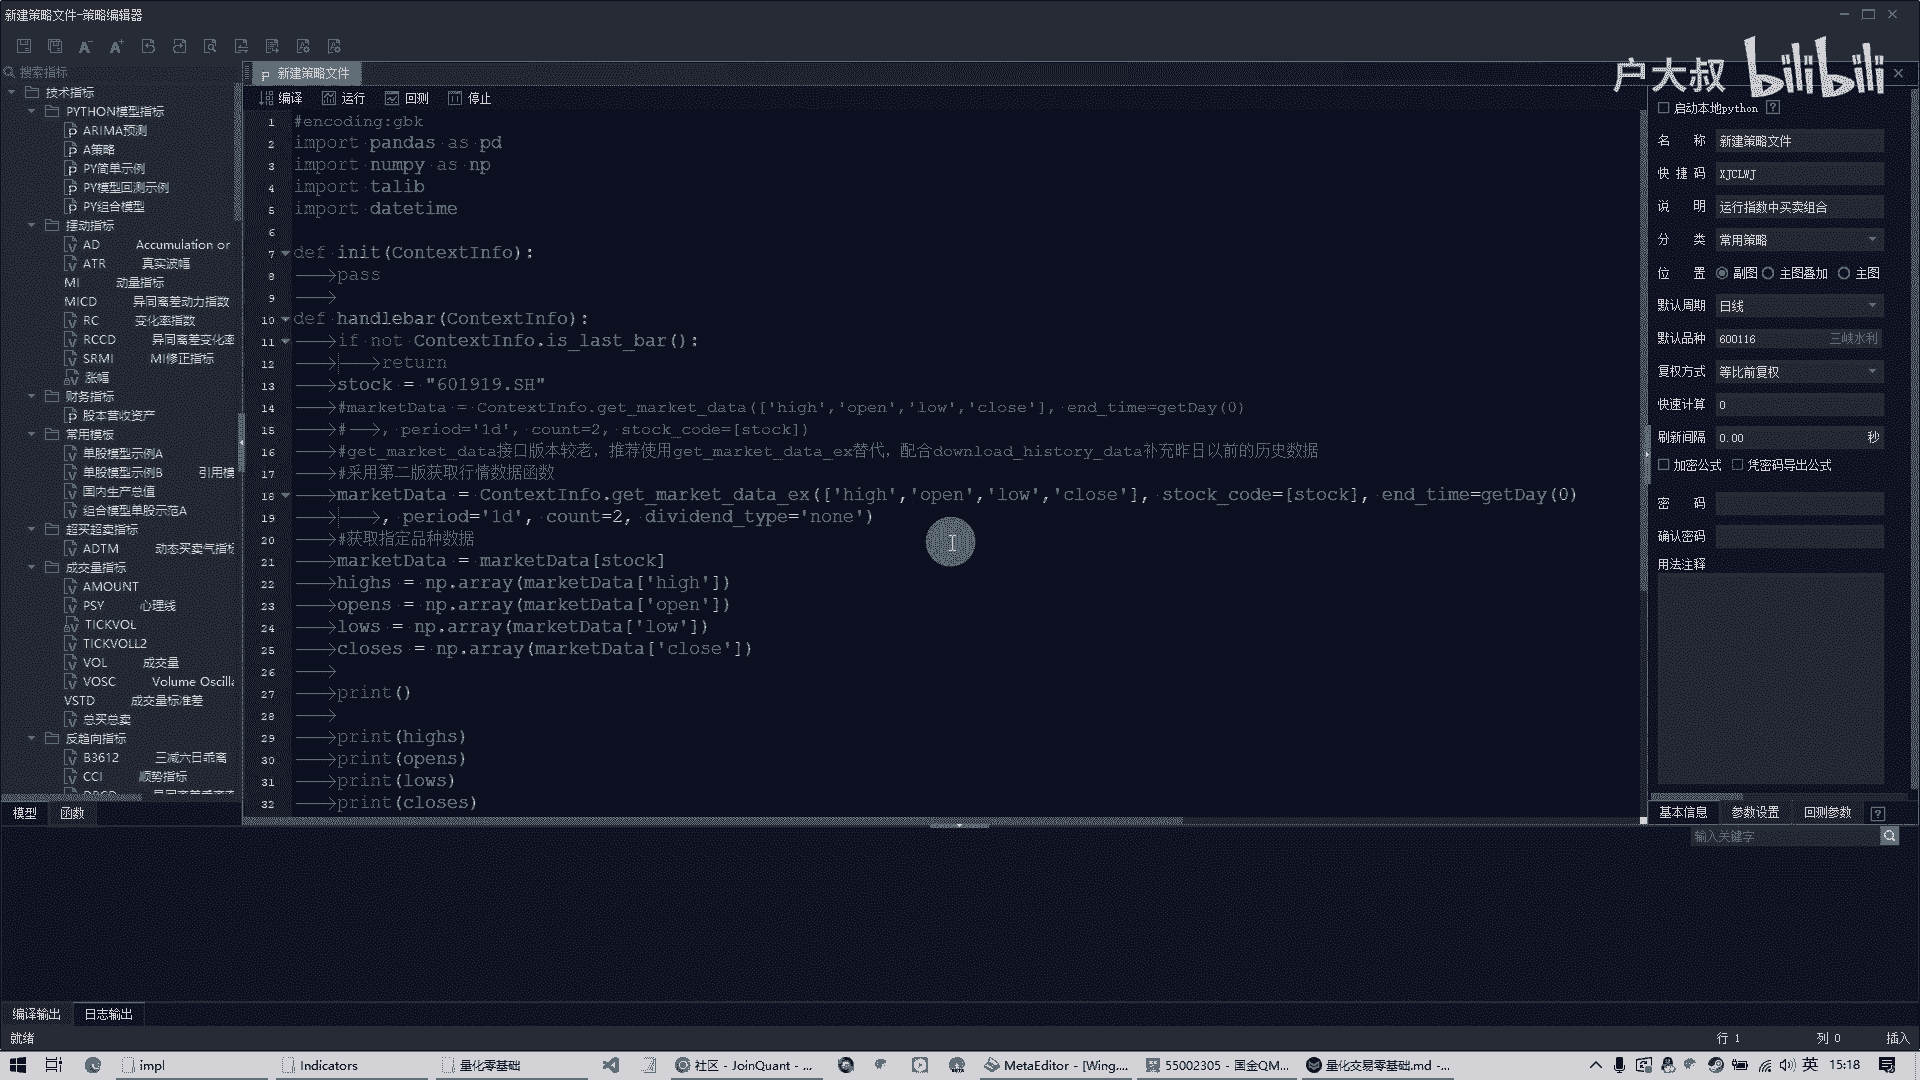 新建策略文件-策略编辑器
户大叔 bilibili
搜索指标
技术指标
PYTHON模型指标
ARIMA预测
A策略
PY简单示例
PY模型回测示例
PY组合模型
摆动指标
AD Accumulation or
ATR 真实波幅
MI 动量指标
MICD 异同离差动力指数
RC 变化率指数
RCCD 异同离差变化率
SRMI MI修正指标
涨幅
财务指标
股本营收资产
常用模板
单股模型示例A
单股模型示例B 引用模
国内生产总值
组合模型单股示范A
超买超卖指标
ADTM 动态买卖气指标
成交量指标
AMOUNT
PSY 心理线
TICKVOL
TICKVOLL2
VOL 成交量
VOSC Volume Oscilla
VSTD 成交量标准差
总买总卖
反趋向指标
B3612 三减六日乖离
CCI 顺势指标
模型 函数
新建策略文件
编译 运行 回测 停止
1 #encoding:gbk
2 import pandas as pd
3 import numpy as np
4 import talib
5 import datetime
6
7 def init(ContextInfo):
8 pass
9
10 def handlebar(ContextInfo):
11 if not ContextInfo.is_last_bar():
12 return
13 stock = "601919.SH"
14 #marketData = ContextInfo.get_market_data(['high','open','low','close'], end_time=getDay(0)
15 # , period='1d', count=2, stock_code=[stock])
16 #get_market_data接口版本较老，推荐使用get_market_data_ex替代，配合download_history_data补充昨日以前的历史数据
17 #采用第二版获取行情数据函数
18 marketData = ContextInfo.get_market_data_ex(['high','open','low','close'], stock_code=[stock], end_time=getDay(0)
19 , period='1d', count=2, dividend_type='none')
20 #获取指定品种数据
21 marketData = marketData[stock]
22 highs = np.array(marketData['high'])
23 opens = np.array(marketData['open'])
24 lows = np.array(marketData['low'])
25 closes = np.array(marketData['close'])
26
27 print()
28
29 print(highs)
30 print(opens)
31 print(lows)
32 print(closes)
启动本地python ?
名 称 新建策略文件
快 捷 码 XJCLWJ
说 明 运行指数中买卖组合
分 类 常用策略
位 置 副图 主图叠加 主图
默认周期 日线
默认品种 600116 三峡水利
复权方式 等比前复权
快速计算 0
刷新间隔 0.00 秒
加密公式 凭密码导出公式
密 码
确认密码
用法注释
基本信息 参数设置 回测参数 ?
输入关键字
编译输出 日志输出
就绪 行 1 列 0 插入
impl Indicators 量化零基础 社区 - JoinQuant - ... MetaEditor - [Wing.... 55002305 - 国金QM... 量化交易零基础.md -... 英 15:18